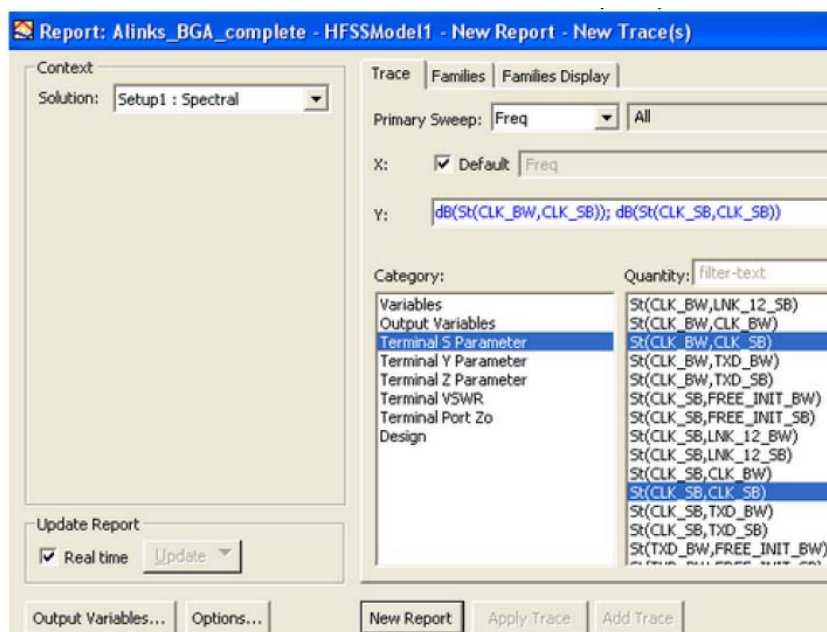 Report: Alinks_BGA_complete - HFSSModel1 - New Report - New Trace(s)
Context
Solution: Setup1 : Spectral
Update Report
Real time Update
Output Variables... Options...
Trace Families Families Display
Primary Sweep: Freq All
X: Default Freq
Y: dB(St(CLK_BW,CLK_SB)); dB(St(CLK_SB,CLK_SB))
Category:
Variables
Output Variables
Terminal S Parameter
Terminal Y Parameter
Terminal Z Parameter
Terminal VSWR
Terminal Port Zo
Design
Quantity: filter-text
St(CLK_BW,LNK_12_SB)
St(CLK_BW,CLK_BW)
St(CLK_BW,CLK_SB)
St(CLK_BW,TXD_BW)
St(CLK_BW,TXD_SB)
St(CLK_SB,FREE_INIT_BW)
St(CLK_SB,FREE_INIT_SB)
St(CLK_SB,LNK_12_BW)
St(CLK_SB,LNK_12_SB)
St(CLK_SB,CLK_BW)
St(CLK_SB,CLK_SB)
St(CLK_SB,TXD_BW)
St(CLK_SB,TXD_SB)
St(TXD_BW,FREE_INIT_BW)
New Report Apply Trace Add Trace